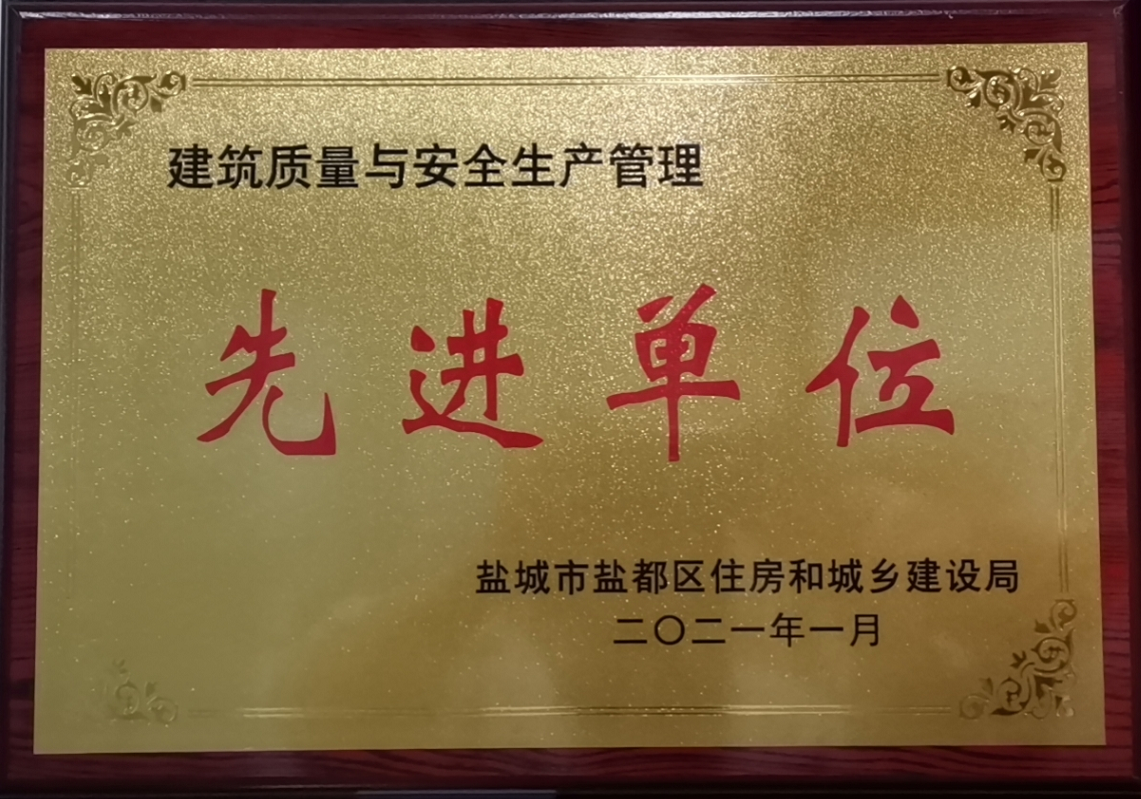 建筑质量与安全生产管理
先进单位
盐城市盐都区住房和城乡建设局
二〇二一年一月